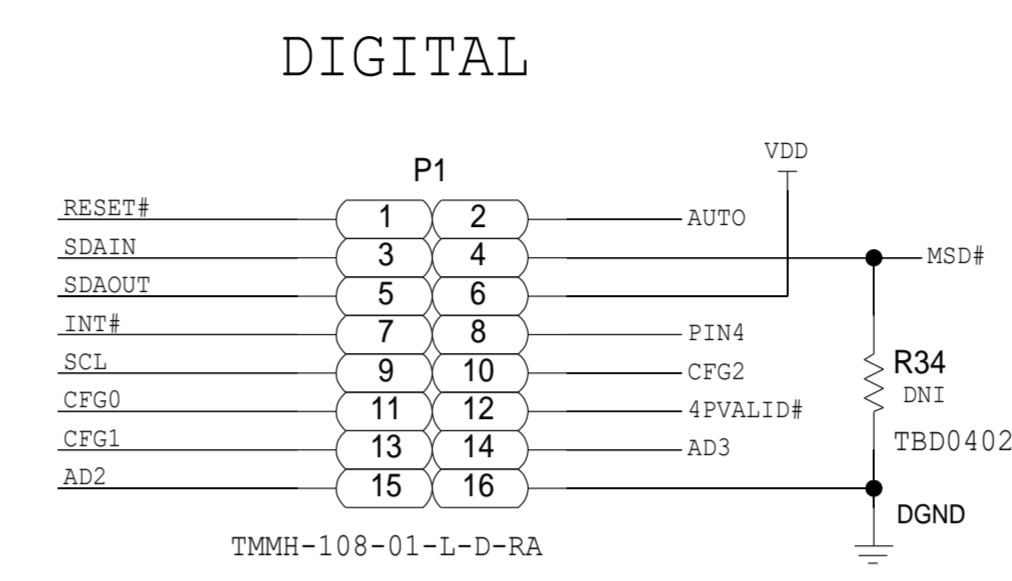 DIGITAL
P1
VDD
RESET# 1 2 AUTO
SDAIN 3 4 MSD#
SDAOUT 5 6
INT# 7 8 PIN4
SCL 9 10 CFG2 R34
CFG0 11 12 4PVALID# DNI
CFG1 13 14 AD3 TBD0402
AD2 15 16
DGND
TMMH-108-01-L-D-RA